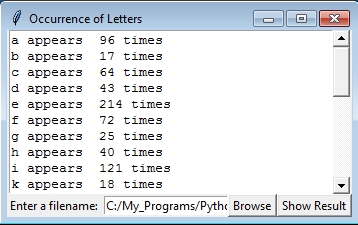 Occurrence of Letters
a appears  96 times
b appears  17 times
c appears  64 times
d appears  43 times
e appears  214 times
f appears  72 times
g appears  25 times
h appears  40 times
i appears  121 times
k appears  18 times
Enter a filename: C:/My_Programs/Pytho Browse Show Result